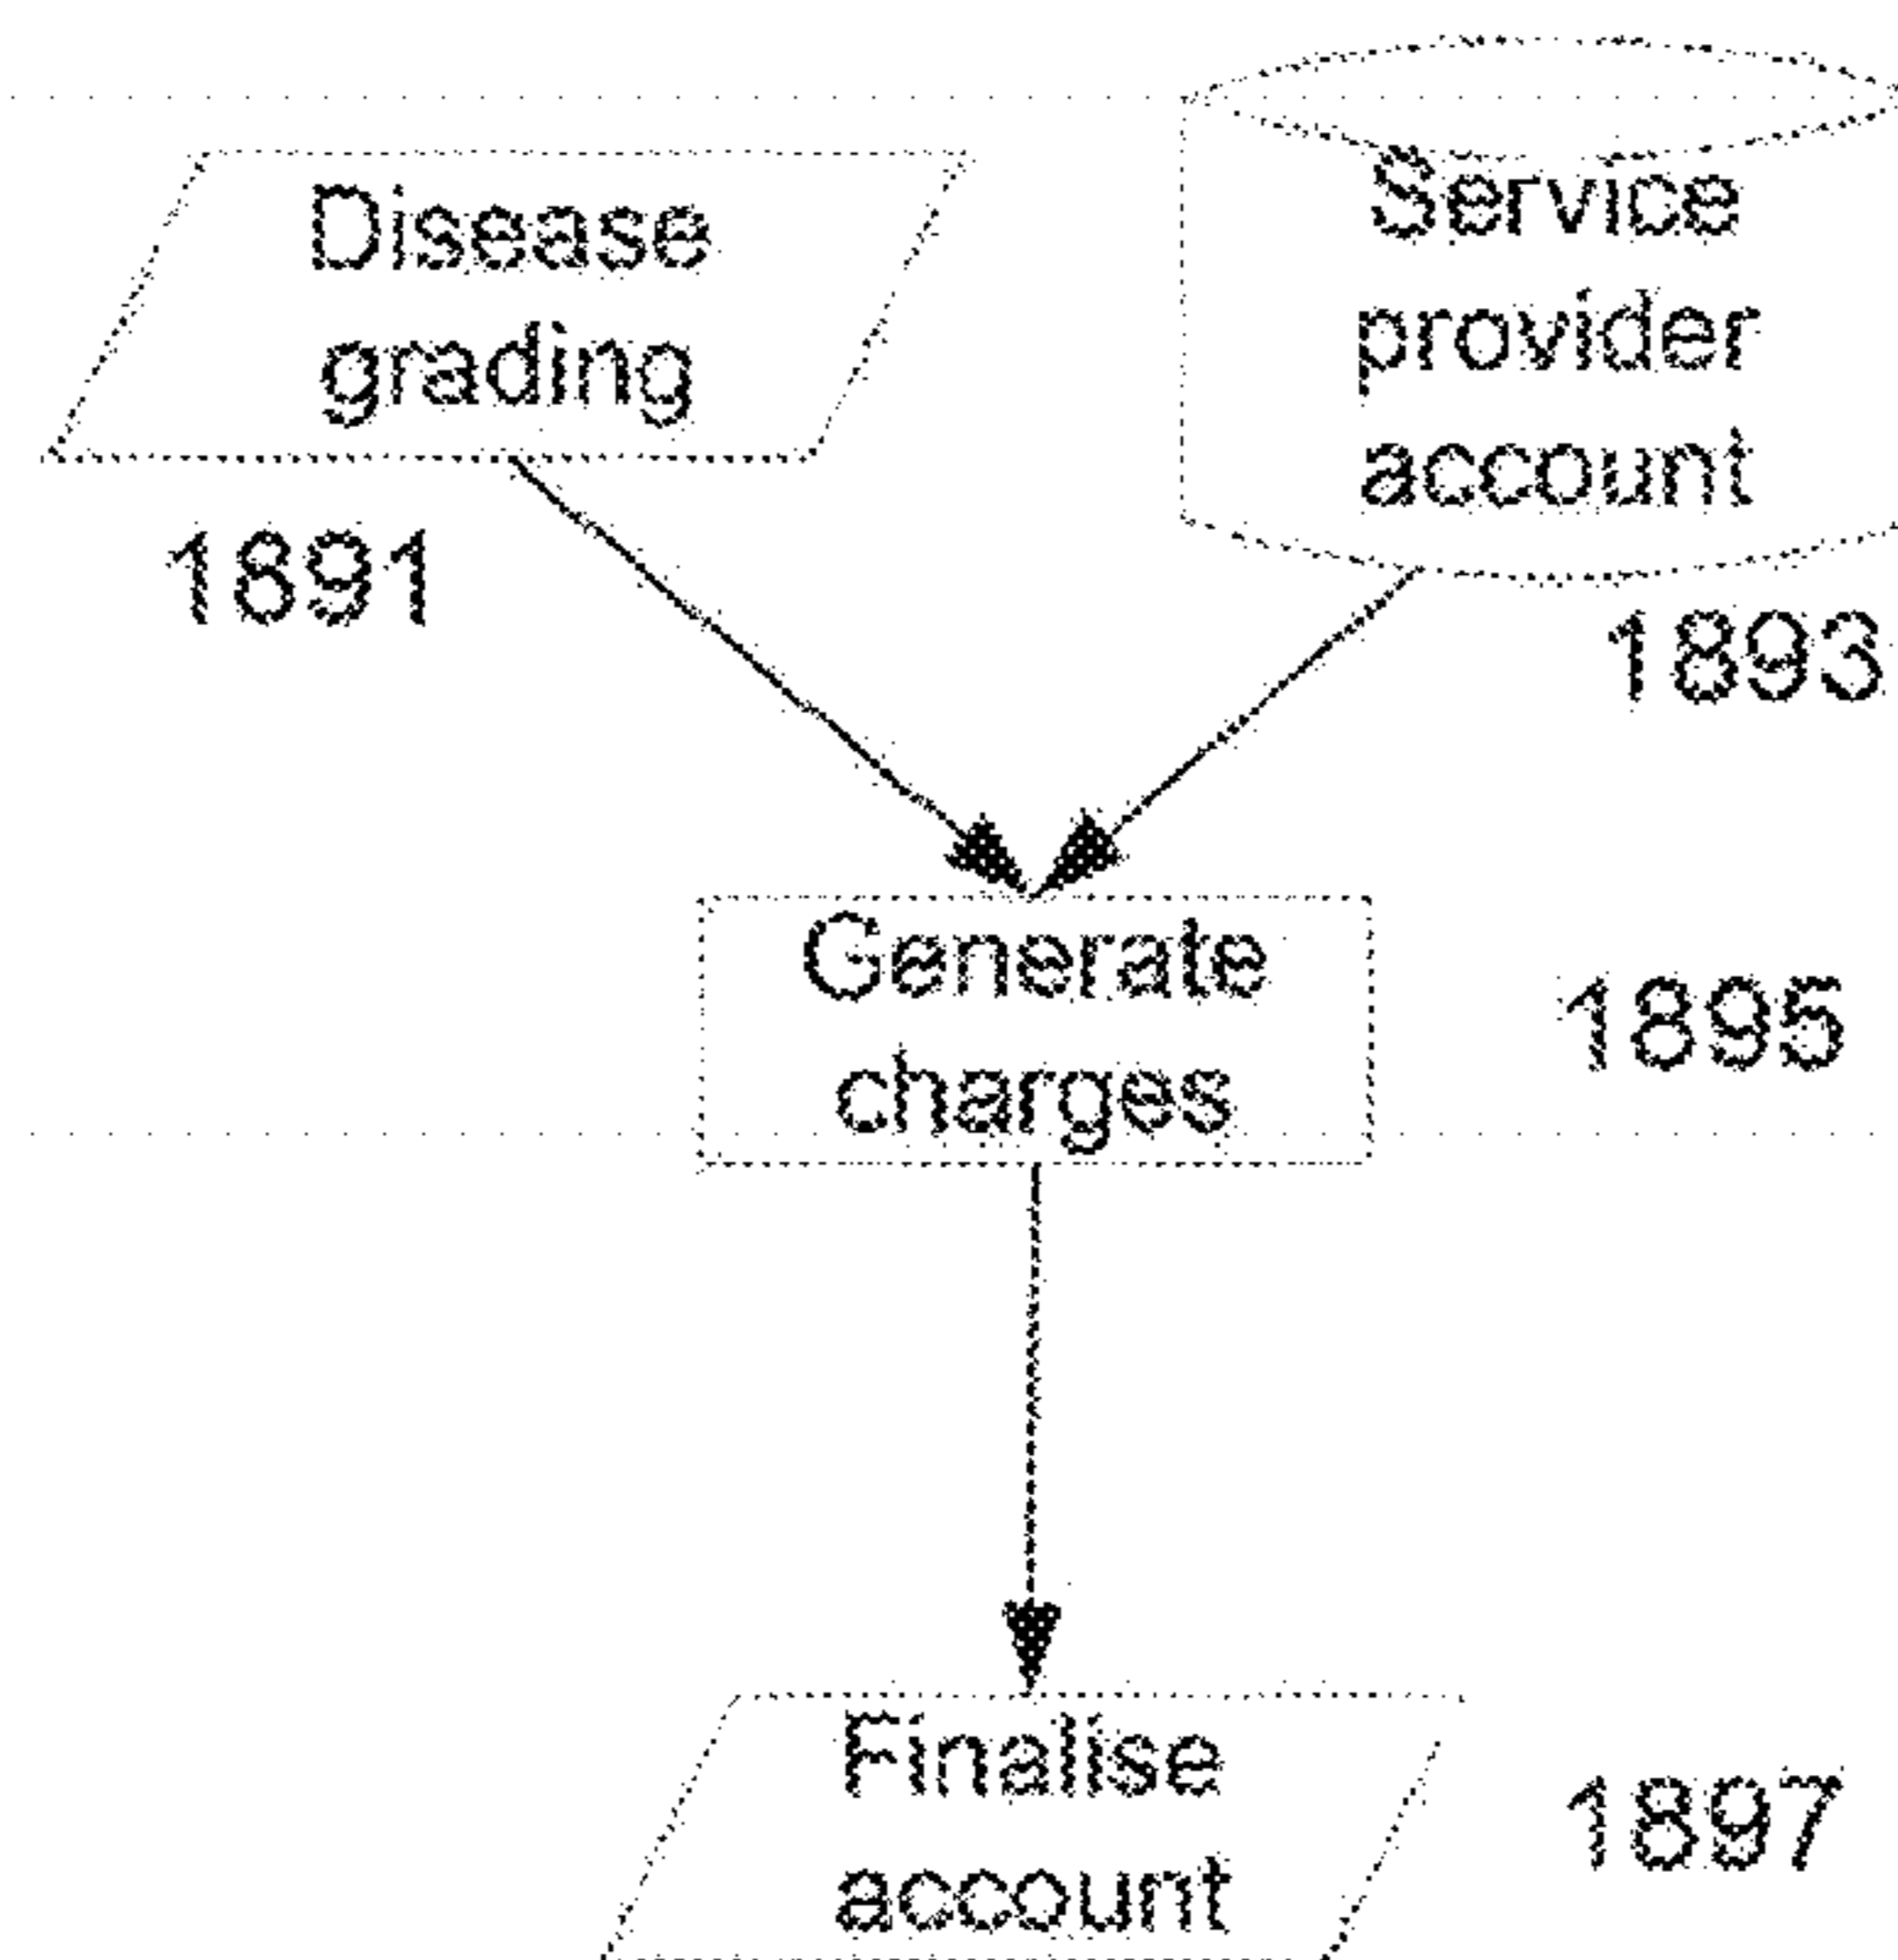 Disease
grading
1891
Service
provider
account
1893
Generate
charges
1895
Finalise
account
1897